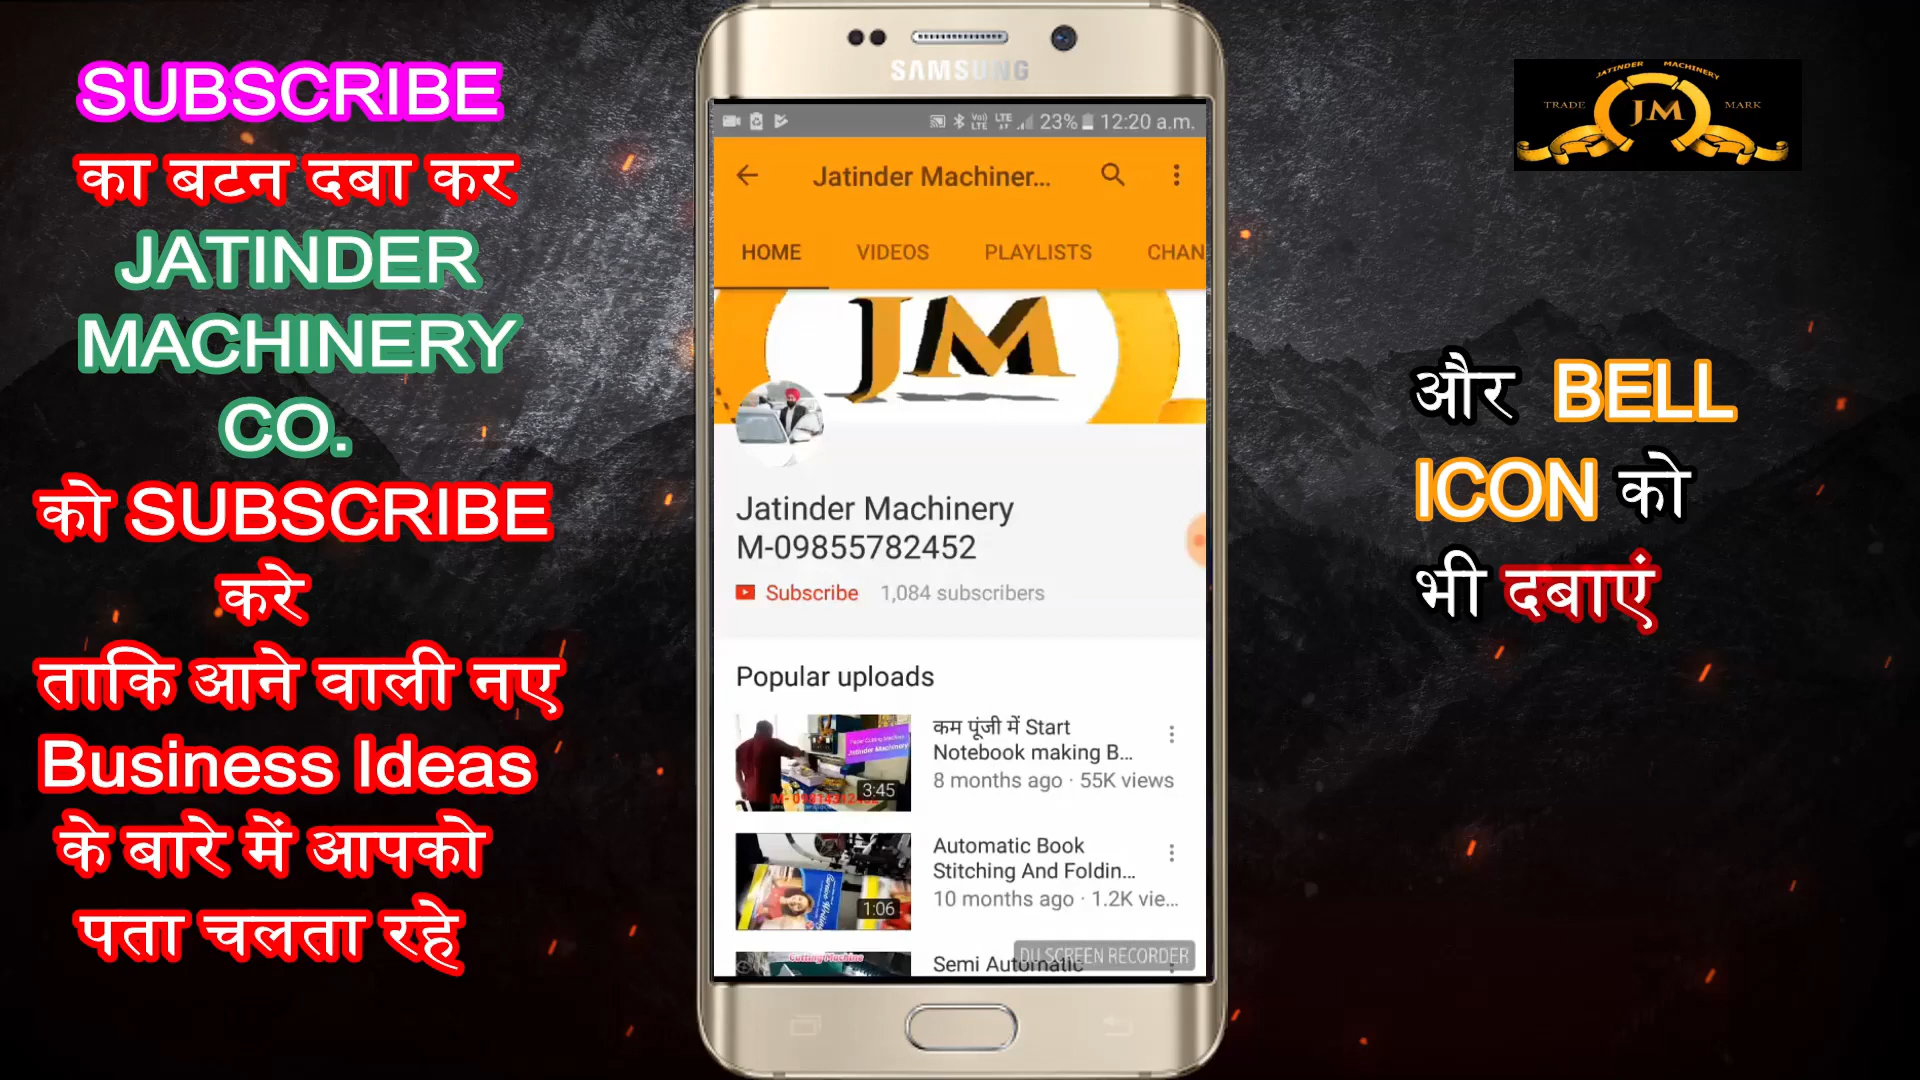 SUBSCRIBE
का बटन दबा कर
JATINDER
MACHINERY
CO.
को SUBSCRIBE
करे
ताकि आने वाली नए
Business Ideas
के बारे में आपको
पता चलता रहे
SAMSUNG
23% 12:20 a.m.
Jatinder Machiner...
HOME VIDEOS PLAYLISTS CHAN
JM
Jatinder Machinery
M-09855782452
Subscribe 1,084 subscribers
Popular uploads
कम पूंजी में Start
Notebook making B...
8 months ago · 55K views
3:45
Automatic Book
Stitching And Foldin...
10 months ago · 1.2K vie...
1:06
Cutting Machine
Semi Automatic
DU SCREEN RECORDER
JATINDER MACHINERY
TRADE JM MARK
और BELL
ICON को
भी दबाएं